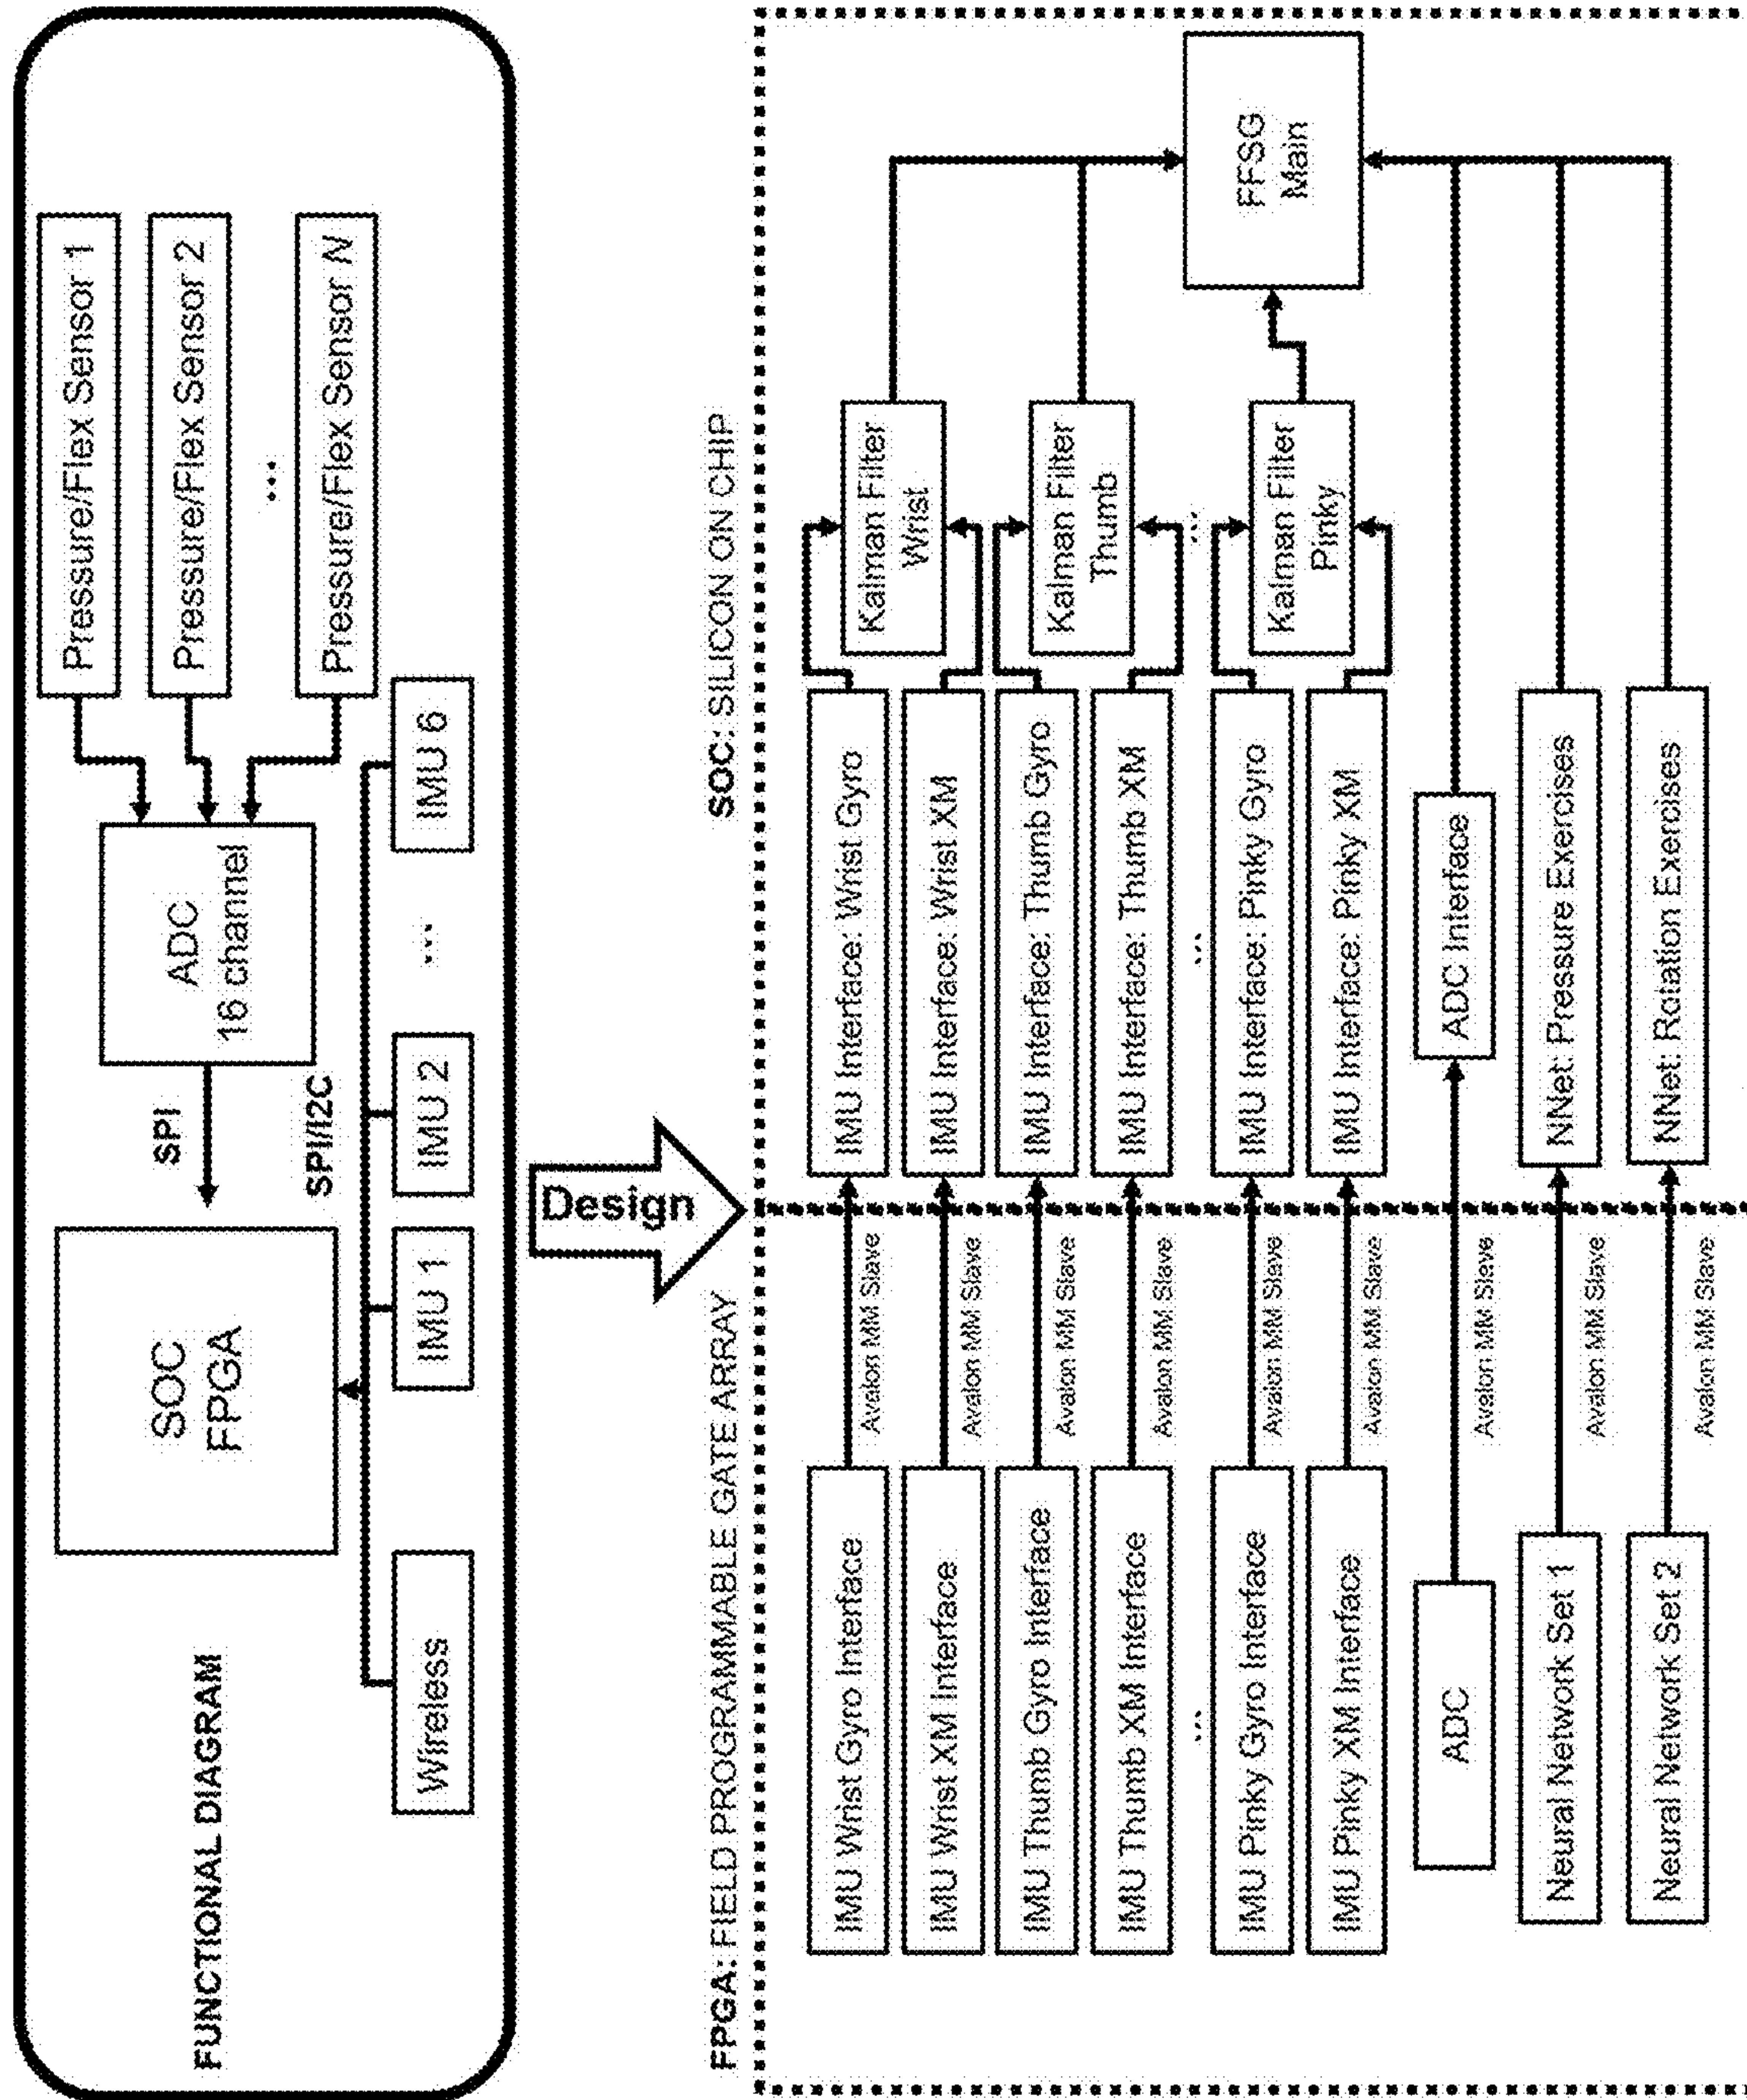 FUNCTIONAL DIAGRAM
SOC
FPGA
SPI
ADC
16 channel
Pressure/Flex Sensor 1
Pressure/Flex Sensor 2
...
Pressure/Flex Sensor N
SPI/I2C
Wireless
IMU 1
IMU 2
...
IMU 6
Design
FPGA: FIELD PROGRAMMABLE GATE ARRAY
SOC: SILICON ON CHIP
IMU Wrist Gyro Interface
Avalon MM Slave
IMU Interface: Wrist Gyro
IMU Wrist XM Interface
Avalon MM Slave
IMU Interface: Wrist XM
Kalman Filter
Wrist
IMU Thumb Gyro Interface
Avalon MM Slave
IMU Interface: Thumb Gyro
IMU Thumb XM Interface
Avalon MM Slave
IMU Interface: Thumb XM
Kalman Filter
Thumb
...
...
...
IMU Pinky Gyro Interface
Avalon MM Slave
IMU Interface: Pinky Gyro
IMU Pinky XM Interface
Avalon MM Slave
IMU Interface: Pinky XM
Kalman Filter
Pinky
FFSG
Main
ADC
Avalon MM Slave
ADC Interface
Neural Network Set 1
Avalon MM Slave
NNet: Pressure Exercises
Neural Network Set 2
Avalon MM Slave
NNet: Rotation Exercises